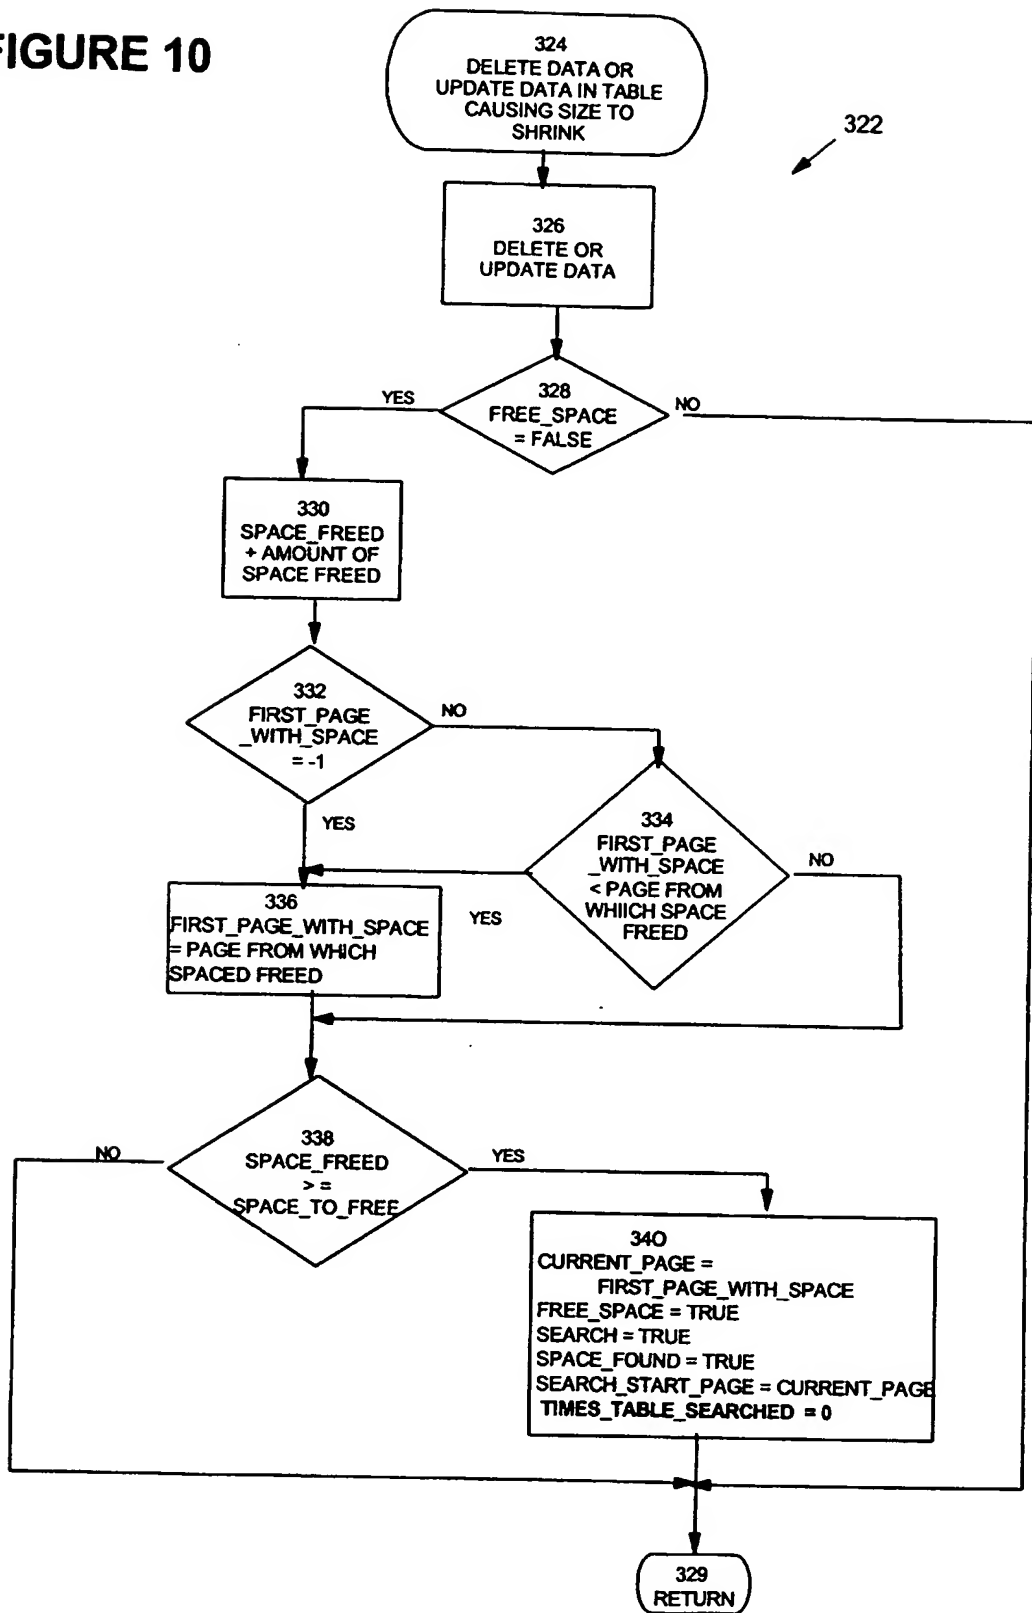 FIGURE 10
324
DELETE DATA OR
UPDATE DATA IN TABLE
CAUSING SIZE TO
SHRINK
322
326
DELETE OR
UPDATE DATA
328
FREE_SPACE
= FALSE
YES
NO
330
SPACE_FREED
+ AMOUNT OF
SPACE FREED
332
FIRST_PAGE
_WITH_SPACE
= -1
NO
YES
334
FIRST_PAGE
_WITH_SPACE
< PAGE FROM
WHIICH SPACE
FREED
NO
YES
336
FIRST_PAGE_WITH_SPACE
= PAGE FROM WHICH
SPACED FREED
338
SPACE_FREED
> =
SPACE_TO_FREE
NO
YES
340
CURRENT_PAGE =
FIRST_PAGE_WITH_SPACE
FREE_SPACE = TRUE
SEARCH = TRUE
SPACE_FOUND = TRUE
SEARCH_START_PAGE = CURRENT_PAGE
TIMES_TABLE_SEARCHED = 0
329
RETURN